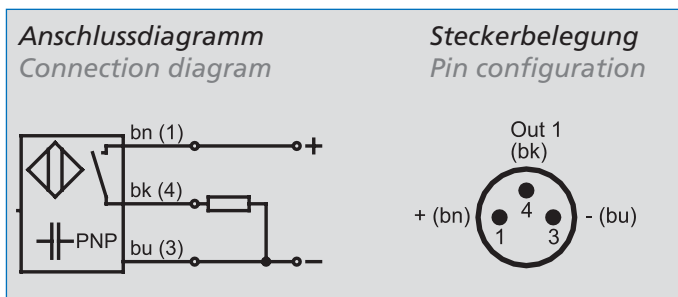 Anschlussdiagramm
Connection diagram
bn (1)
+
bk (4)
PNP
bu (3)
–
Steckerbelegung
Pin configuration
Out 1
(bk)
+ (bn)
4
- (bu)
1
3